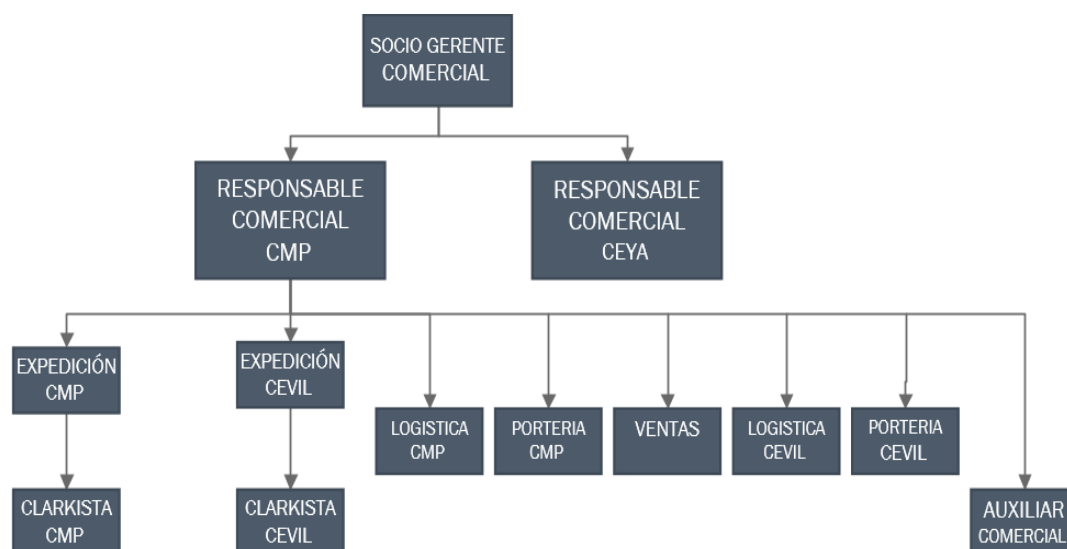 SOCIO GERENTE
COMERCIAL
RESPONSABLE
COMERCIAL
CMP
RESPONSABLE
COMERCIAL
CEYA
EXPEDICIÓN
CMP
EXPEDICIÓN
CEVIL
LOGISTICA
CMP
PORTERIA
CMP
VENTAS
LOGISTICA
CEVIL
PORTERIA
CEVIL
CLARKISTA
CMP
CLARKISTA
CEVIL
AUXILIAR
COMERCIAL